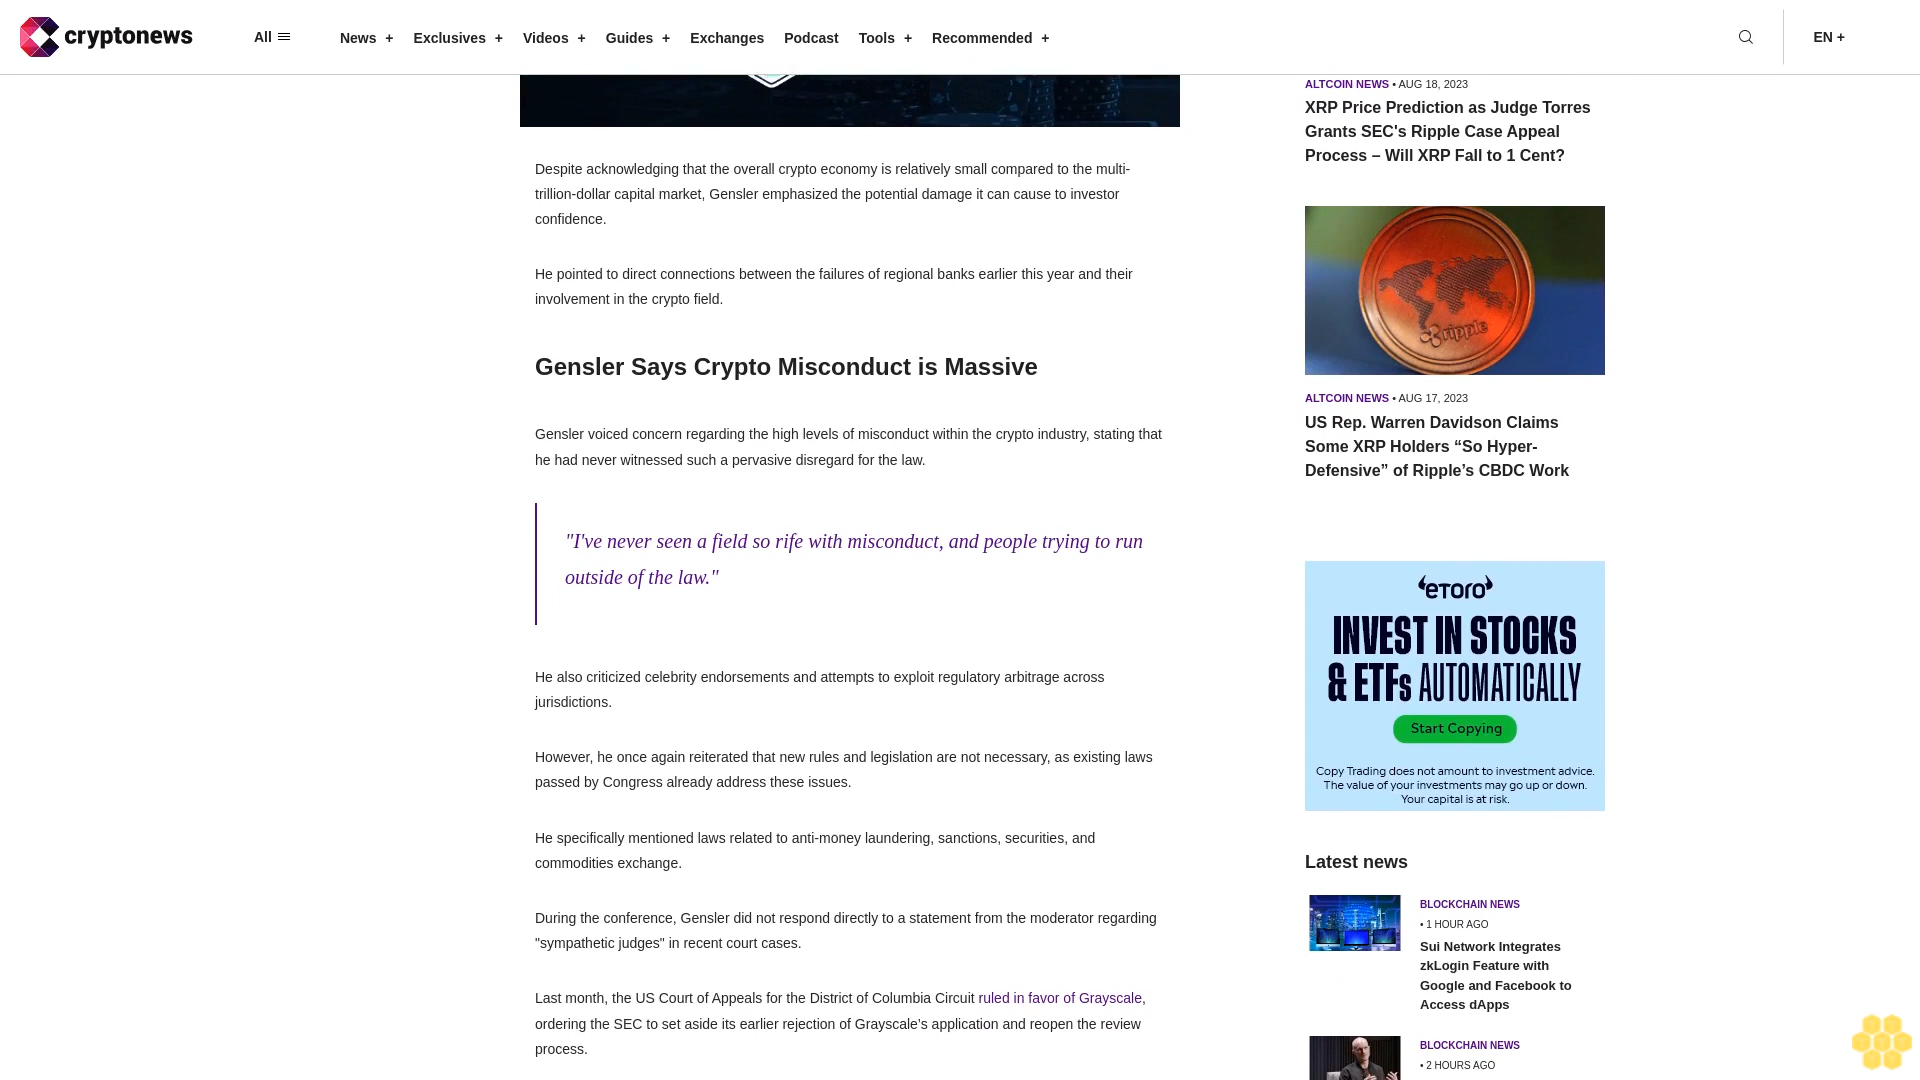 cryptonews
All
News +
Exclusives +
Videos +
Guides +
Exchanges
Podcast
Tools +
Recommended +
EN +
Despite acknowledging that the overall crypto economy is relatively small compared to the multi-
trillion-dollar capital market, Gensler emphasized the potential damage it can cause to investor
confidence.
He pointed to direct connections between the failures of regional banks earlier this year and their
involvement in the crypto field.
Gensler Says Crypto Misconduct is Massive
Gensler voiced concern regarding the high levels of misconduct within the crypto industry, stating that
he had never witnessed such a pervasive disregard for the law.
"I've never seen a field so rife with misconduct, and people trying to run
outside of the law."
He also criticized celebrity endorsements and attempts to exploit regulatory arbitrage across
jurisdictions.
However, he once again reiterated that new rules and legislation are not necessary, as existing laws
passed by Congress already address these issues.
He specifically mentioned laws related to anti-money laundering, sanctions, securities, and
commodities exchange.
During the conference, Gensler did not respond directly to a statement from the moderator regarding
"sympathetic judges" in recent court cases.
Last month, the US Court of Appeals for the District of Columbia Circuit ruled in favor of Grayscale,
ordering the SEC to set aside its earlier rejection of Grayscale's application and reopen the review
process.
ALTCOIN NEWS • AUG 18, 2023
XRP Price Prediction as Judge Torres
Grants SEC's Ripple Case Appeal
Process – Will XRP Fall to 1 Cent?
ripple
ALTCOIN NEWS • AUG 17, 2023
US Rep. Warren Davidson Claims
Some XRP Holders “So Hyper-
Defensive” of Ripple’s CBDC Work
eToro
INVEST IN STOCKS
& ETFs AUTOMATICALLY
Start Copying
Copy Trading does not amount to investment advice.
The value of your investments may go up or down.
Your capital is at risk.
Latest news
BLOCKCHAIN NEWS
• 1 HOUR AGO
Sui Network Integrates
zkLogin Feature with
Google and Facebook to
Access dApps
BLOCKCHAIN NEWS
• 2 HOURS AGO